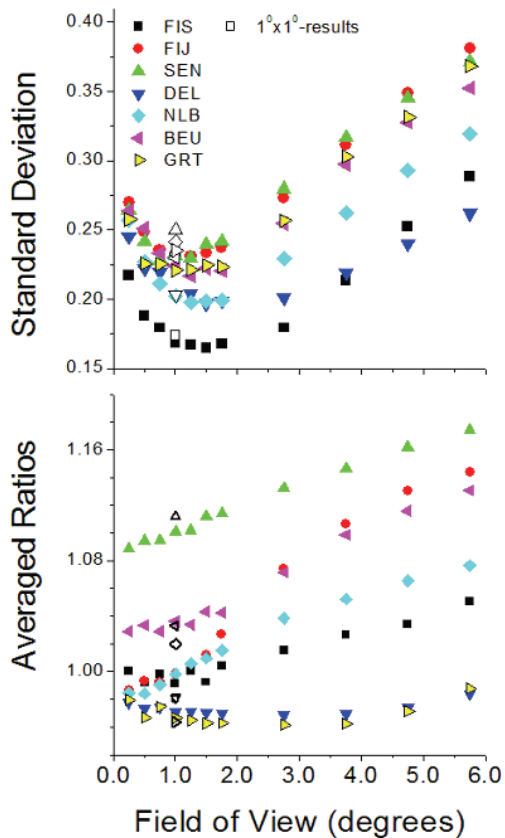 FIS
1⁰x1⁰-results
FIJ
SEN
DEL
NLB
BEU
GRT
Standard Deviation
0.40
0.35
0.30
0.25
0.20
0.15
Averaged Ratios
1.16
1.08
1.00
0.0 1.0 2.0 3.0 4.0 5.0 6.0
Field of View (degrees)